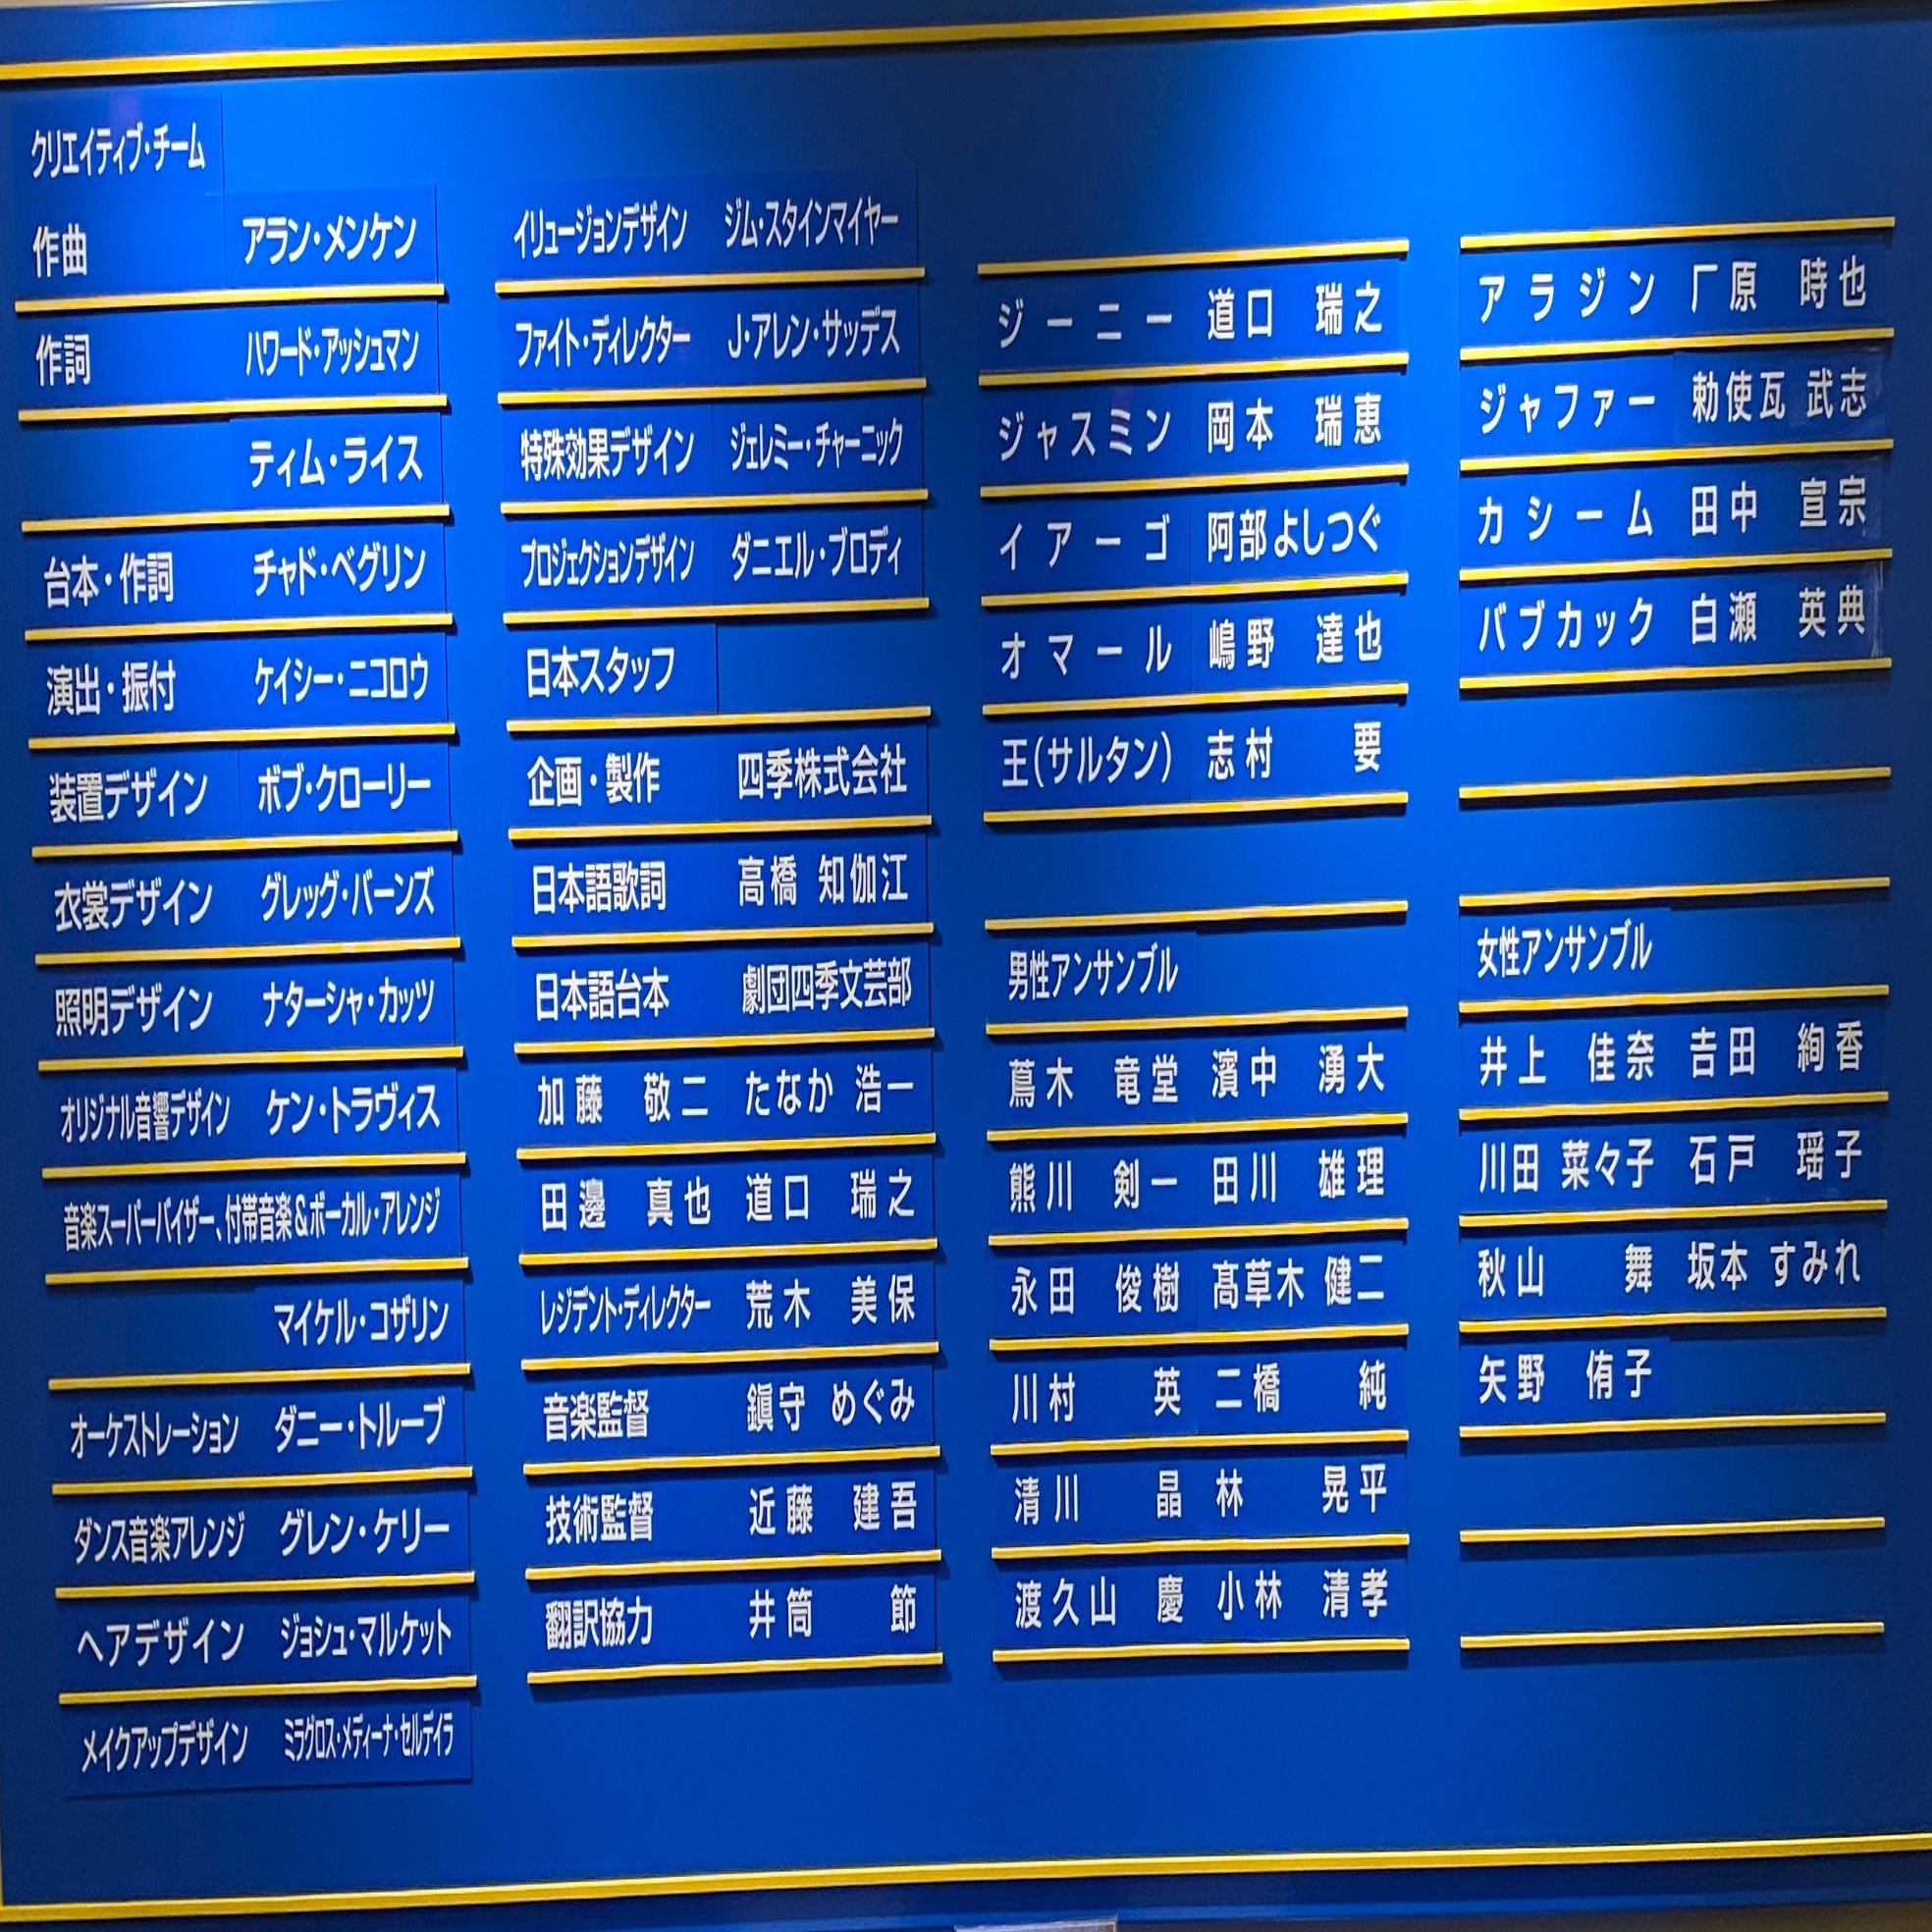 クリエイティブ・チーム
作曲 アラン・メンケン
作詞 ハワード・アッシュマン
ティム・ライス
台本・作詞 チャド・ベグリン
演出・振付 ケイシー・ニコロウ
装置デザイン ボブ・クローリー
衣裳デザイン グレッグ・バーンズ
照明デザイン ナターシャ・カッツ
オリジナル音響デザイン ケン・トラヴィス
音楽スーパーバイザー、付帯音楽&ボーカル・アレンジ
マイケル・コザリン
オーケストレーション ダニー・トルーブ
ダンス音楽アレンジ グレン・ケリー
ヘアデザイン ジョシュ・マルケット
メイクアップデザイン ミラグロス・メディーナ・セルデイラ
イリュージョンデザイン ジム・スタインマイヤー
ファイト・ディレクター J・アレン・サッデス
特殊効果デザイン ジェレミー・チャーニック
プロジェクションデザイン ダニエル・ブロディ
日本スタッフ
企画・製作 四季株式会社
日本語歌詞 高橋 知伽江
日本語台本 劇団四季文芸部
加藤 敬二 たなか 浩一
田邊 真也 道口 瑞之
レジデント・ディレクター 荒木 美保
音楽監督 鎮守 めぐみ
技術監督 近藤 建吾
翻訳協力 井筒 節
ジーニー 道口 瑞之
ジャスミン 岡本 瑞恵
イアーゴ 阿部よしつぐ
オマール 嶋野 達也
王(サルタン) 志村 要
男性アンサンブル
蔦木 竜堂 濱中 湧大
熊川 剣一 田川 雄理
永田 俊樹 髙草木 健二
川村 英 二橋 純
清川 晶 林 晃平
渡久山 慶 小林 清孝
アラジン 厂原 時也
ジャファー 勅使瓦 武志
カシーム 田中 宣宗
バブカック 白瀬 英典
女性アンサンブル
井上 佳奈 𠮷田 絢香
川田 菜々子 石戸 瑶子
秋山 舞 坂本 すみれ
矢野 侑子